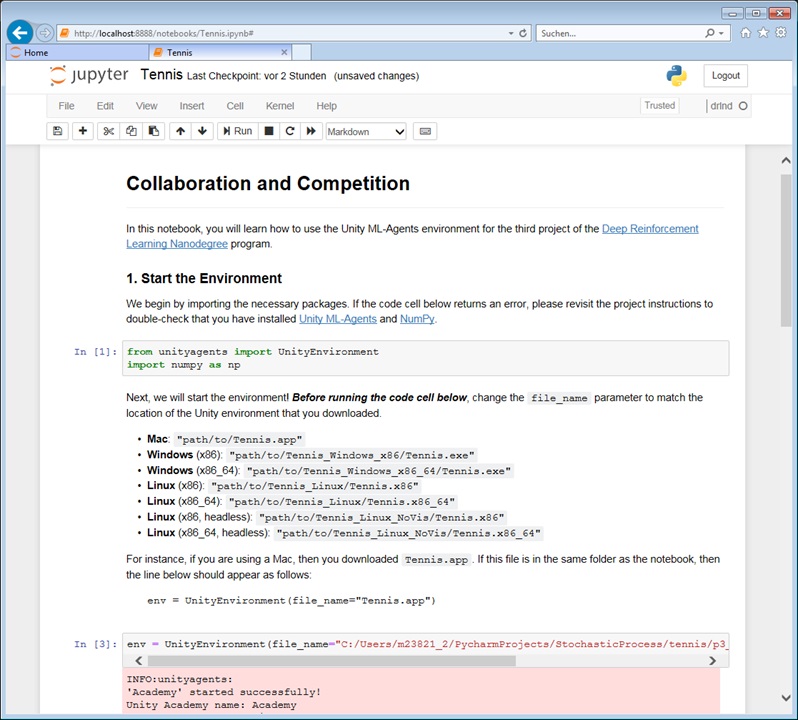 http://localhost:8888/notebooks/Tennis.ipynb#
Suchen...
Home
Tennis
jupyter Tennis Last Checkpoint: vor 2 Stunden (unsaved changes)
Logout
File Edit View Insert Cell Kernel Help
Trusted
drlnd
Run
Markdown
Collaboration and Competition
In this notebook, you will learn how to use the Unity ML-Agents environment for the third project of the Deep Reinforcement
Learning Nanodegree program.
1. Start the Environment
We begin by importing the necessary packages. If the code cell below returns an error, please revisit the project instructions to
double-check that you have installed Unity ML-Agents and NumPy.
In [1]: from unityagents import UnityEnvironment
import numpy as np
Next, we will start the environment! Before running the code cell below, change the file_name parameter to match the
location of the Unity environment that you downloaded.
• Mac: "path/to/Tennis.app"
• Windows (x86): "path/to/Tennis_Windows_x86/Tennis.exe"
• Windows (x86_64): "path/to/Tennis_Windows_x86_64/Tennis.exe"
• Linux (x86): "path/to/Tennis_Linux/Tennis.x86"
• Linux (x86_64): "path/to/Tennis_Linux/Tennis.x86_64"
• Linux (x86, headless): "path/to/Tennis_Linux_NoVis/Tennis.x86"
• Linux (x86_64, headless): "path/to/Tennis_Linux_NoVis/Tennis.x86_64"
For instance, if you are using a Mac, then you downloaded Tennis.app. If this file is in the same folder as the notebook, then
the line below should appear as follows:
env = UnityEnvironment(file_name="Tennis.app")
In [3]: env = UnityEnvironment(file_name="C:/Users/m23821_2/PycharmProjects/StochasticProcess/tennis/p3_
INFO:unityagents:
'Academy' started successfully!
Unity Academy name: Academy